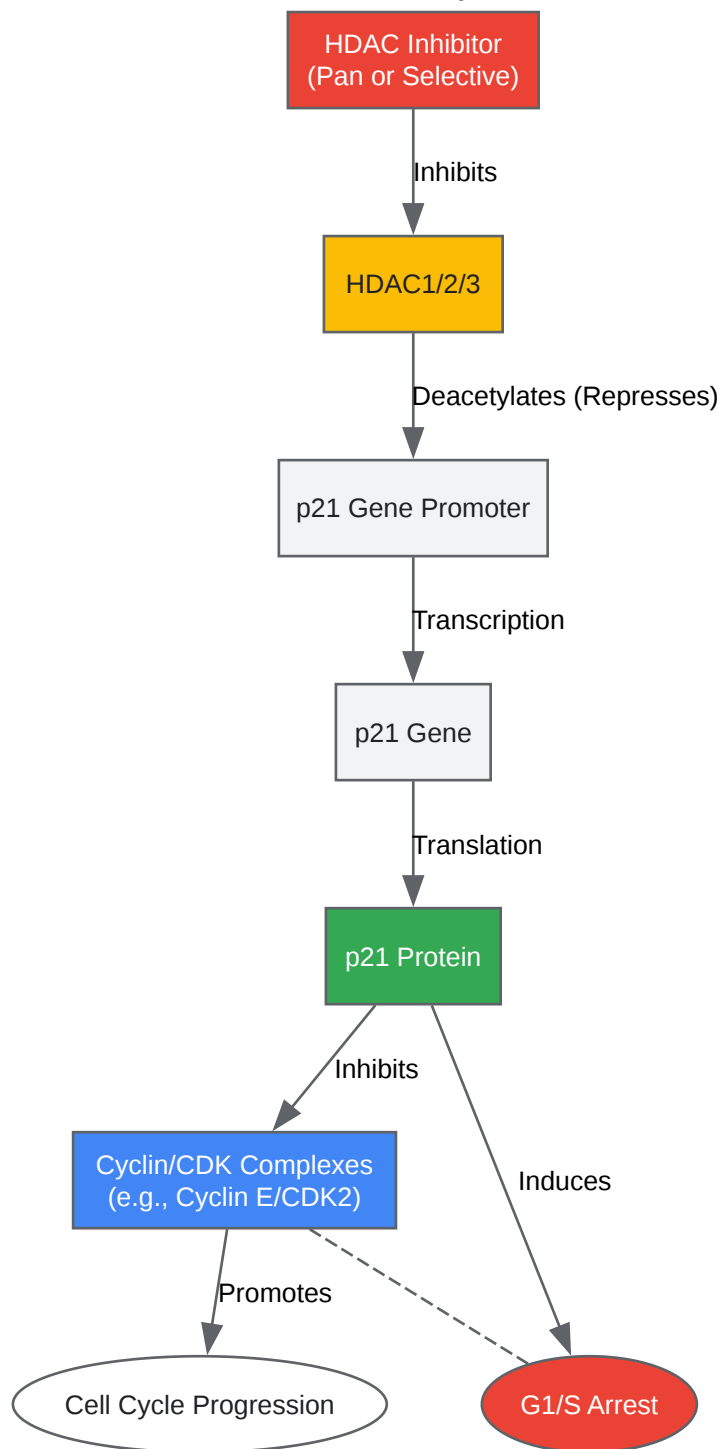 HDAC Inhibitor
(Pan or Selective)
Inhibits
HDAC1/2/3
Deacetylates (Represses)
p21 Gene Promoter
Transcription
p21 Gene
Translation
p21 Protein
Inhibits
Cyclin/CDK Complexes
(e.g., Cyclin E/CDK2)
Induces
Promotes
Cell Cycle Progression
G1/S Arrest